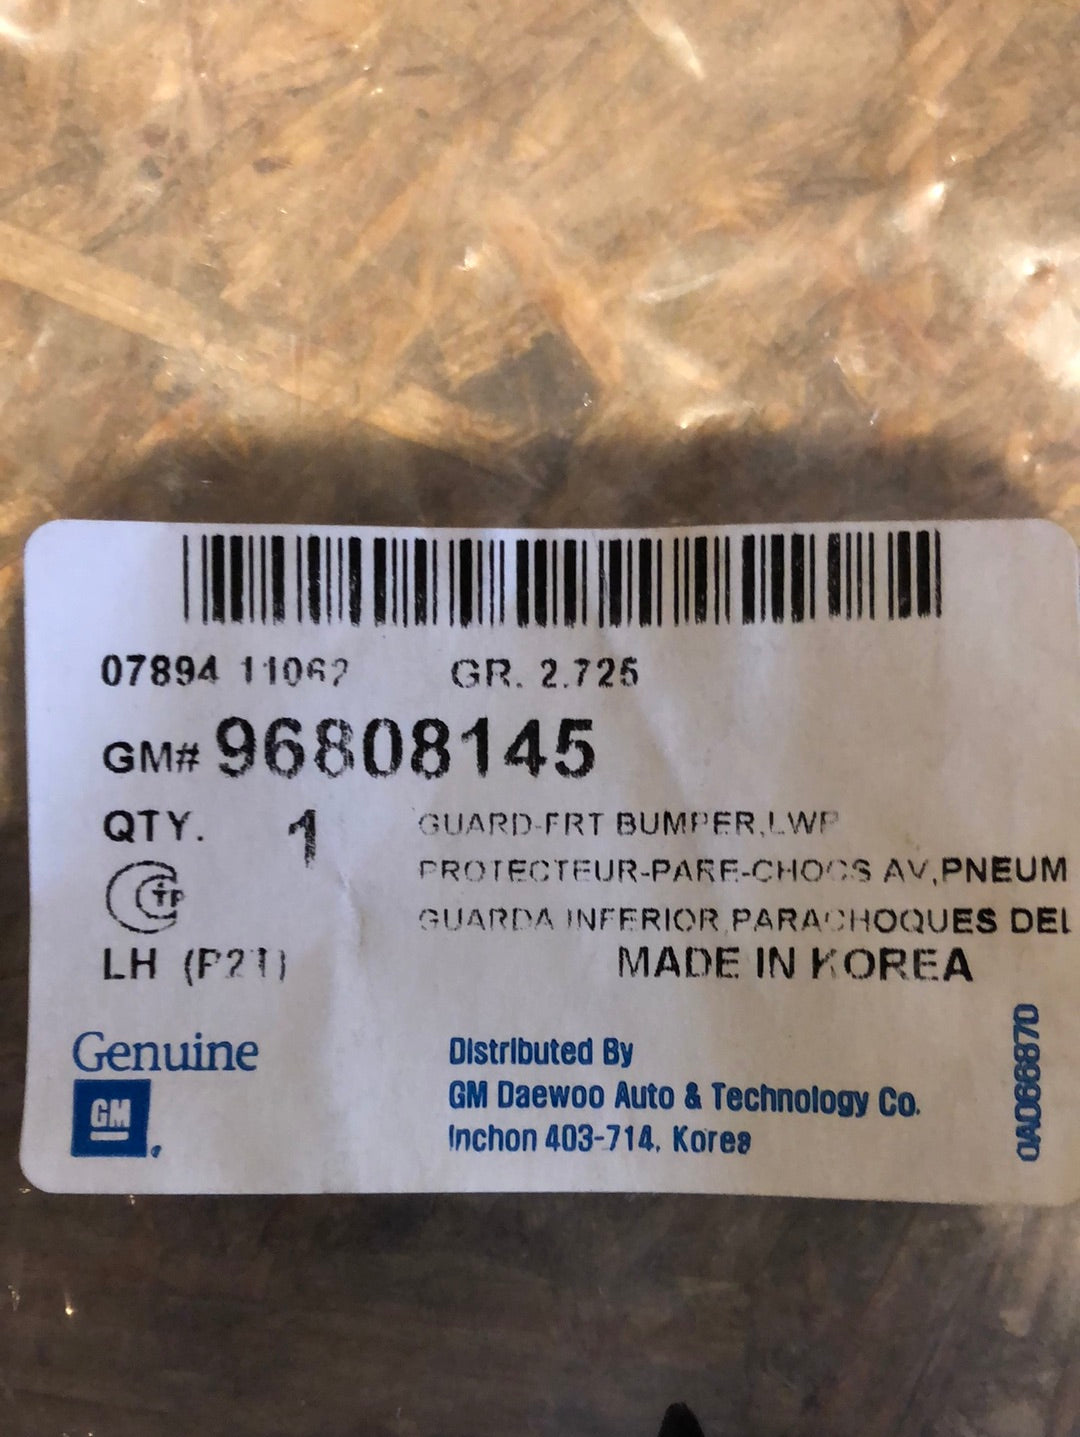 07894 11062 GR. 2.725
GM# 96808145
QTY. 1 GUARD-FRT BUMPER,LWR
PROTECTEUR-PARE-CHOCS AV,PNEUM
GUARDA INFERIOR,PARACHOQUES DEL
LH (P21) MADE IN KOREA
Genuine
GM
Distributed By
GM Daewoo Auto & Technology Co.
Inchon 403-714, Korea
0AD66870